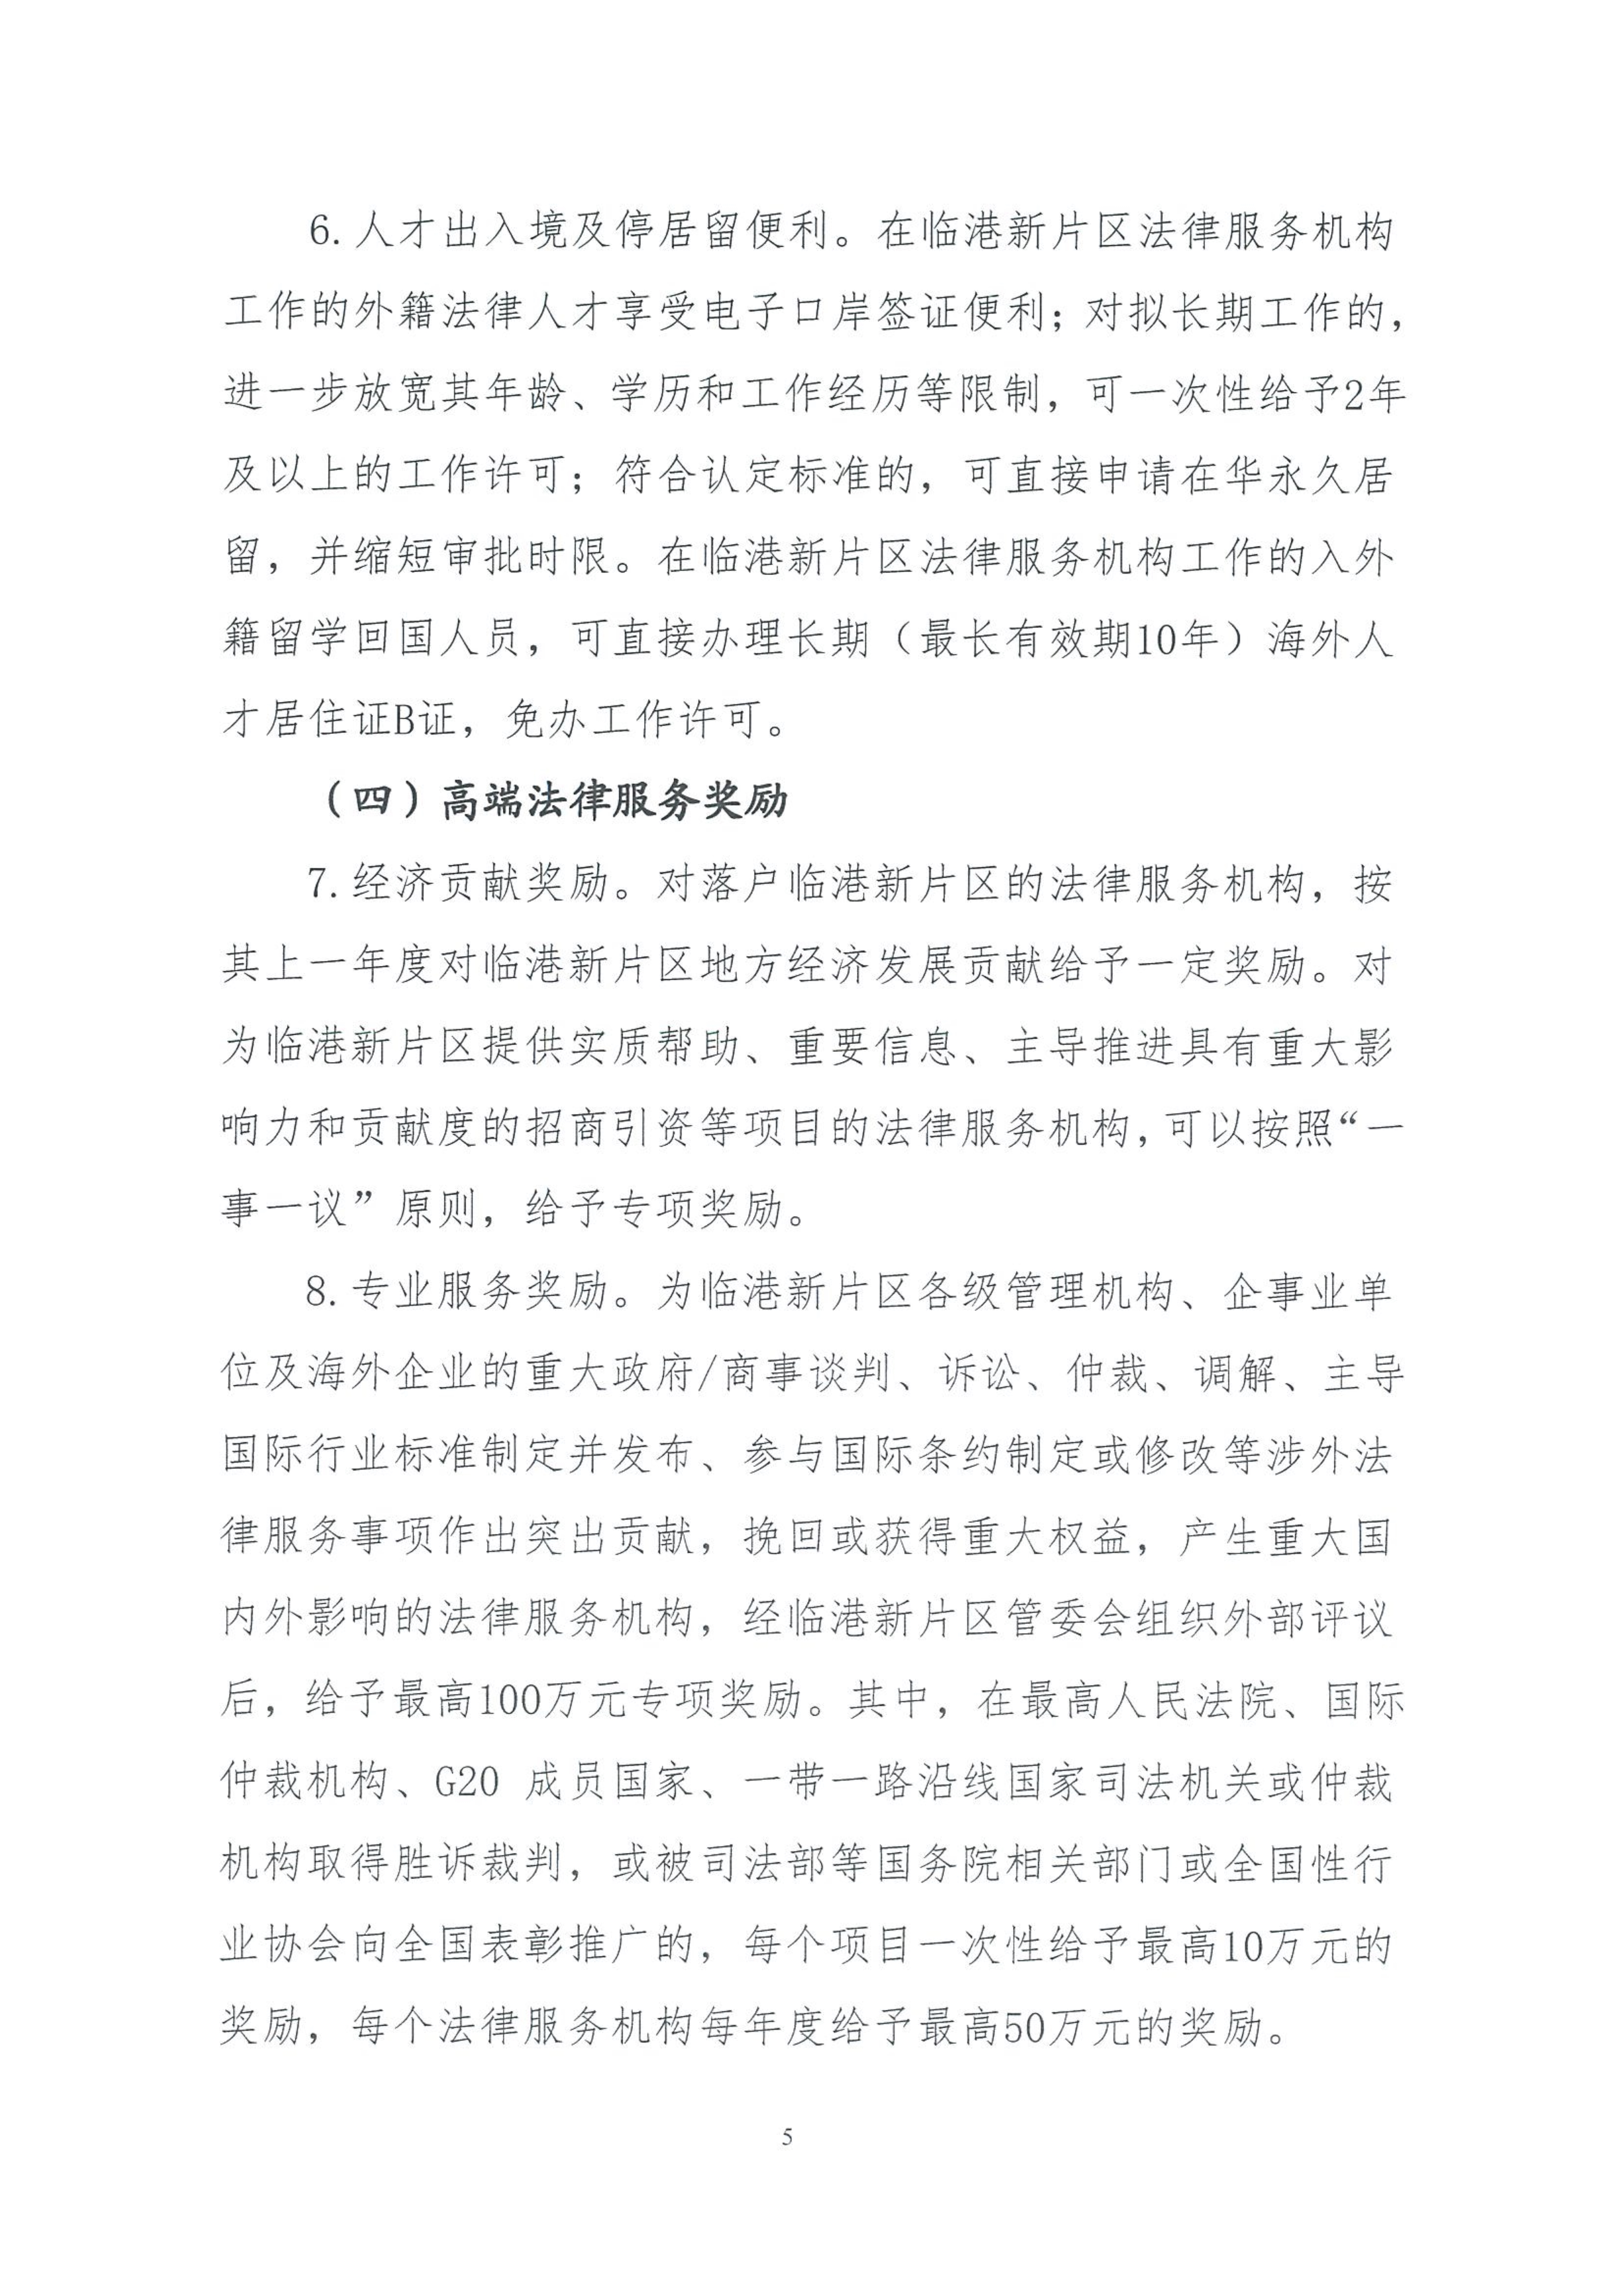 6.人才出入境及停居留便利。在临港新片区法律服务机构
工作的外籍法律人才享受电子口岸签证便利；对拟长期工作的，
进一步放宽其年龄、学历和工作经历等限制，可一次性给予2年
及以上的工作许可；符合认定标准的，可直接申请在华永久居
留，并缩短审批时限。在临港新片区法律服务机构工作的入外
籍留学回国人员，可直接办理长期（最长有效期10年）海外人
才居住证B证，免办工作许可。
（四）高端法律服务奖励
7.经济贡献奖励。对落户临港新片区的法律服务机构，按
其上一年度对临港新片区地方经济发展贡献给予一定奖励。对
为临港新片区提供实质帮助、重要信息、主导推进具有重大影
响力和贡献度的招商引资等项目的法律服务机构，可以按照“一
事一议”原则，给予专项奖励。
8.专业服务奖励。为临港新片区各级管理机构、企事业单
位及海外企业的重大政府/商事谈判、诉讼、仲裁、调解、主导
国际行业标准制定并发布、参与国际条约制定或修改等涉外法
律服务事项作出突出贡献，挽回或获得重大权益，产生重大国
内外影响的法律服务机构，经临港新片区管委会组织外部评议
后，给予最高100万元专项奖励。其中，在最高人民法院、国际
仲裁机构、G20 成员国家、一带一路沿线国家司法机关或仲裁
机构取得胜诉裁判，或被司法部等国务院相关部门或全国性行
业协会向全国表彰推广的，每个项目一次性给予最高10万元的
奖励，每个法律服务机构每年度给予最高50万元的奖励。
5